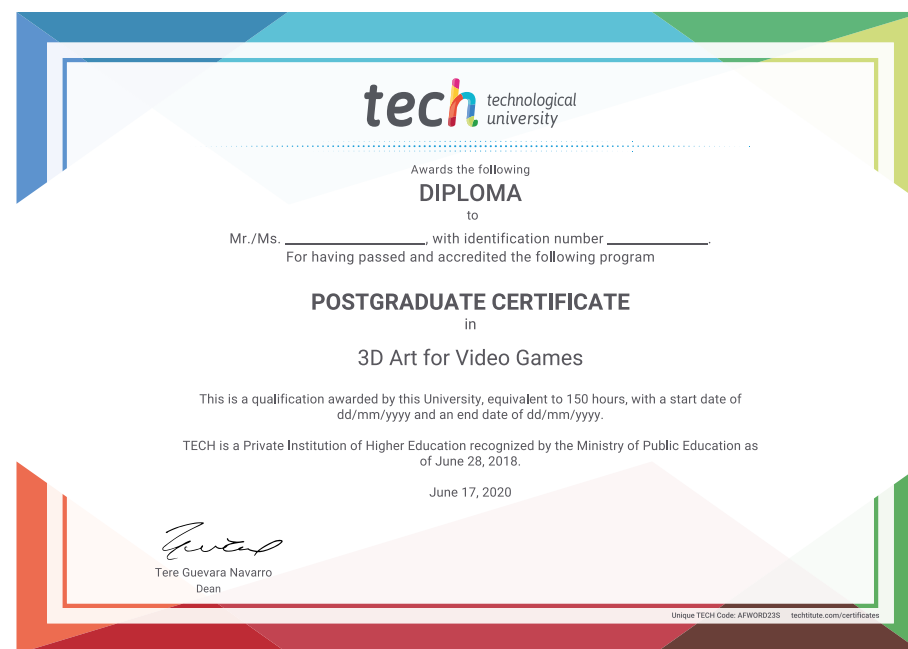 tech technological
university
Awards the following
DIPLOMA
to
Mr./Ms. ____________________, with identification number ______________.
For having passed and accredited the following program
POSTGRADUATE CERTIFICATE
in
3D Art for Video Games
This is a qualification awarded by this University, equivalent to 150 hours, with a start date of
dd/mm/yyyy and an end date of dd/mm/yyyy.
TECH is a Private Institution of Higher Education recognized by the Ministry of Public Education as
of June 28, 2018.
June 17, 2020
Tere Guevara Navarro
Dean
Unique TECH Code: AFWORD23S techtitute.com/certificates